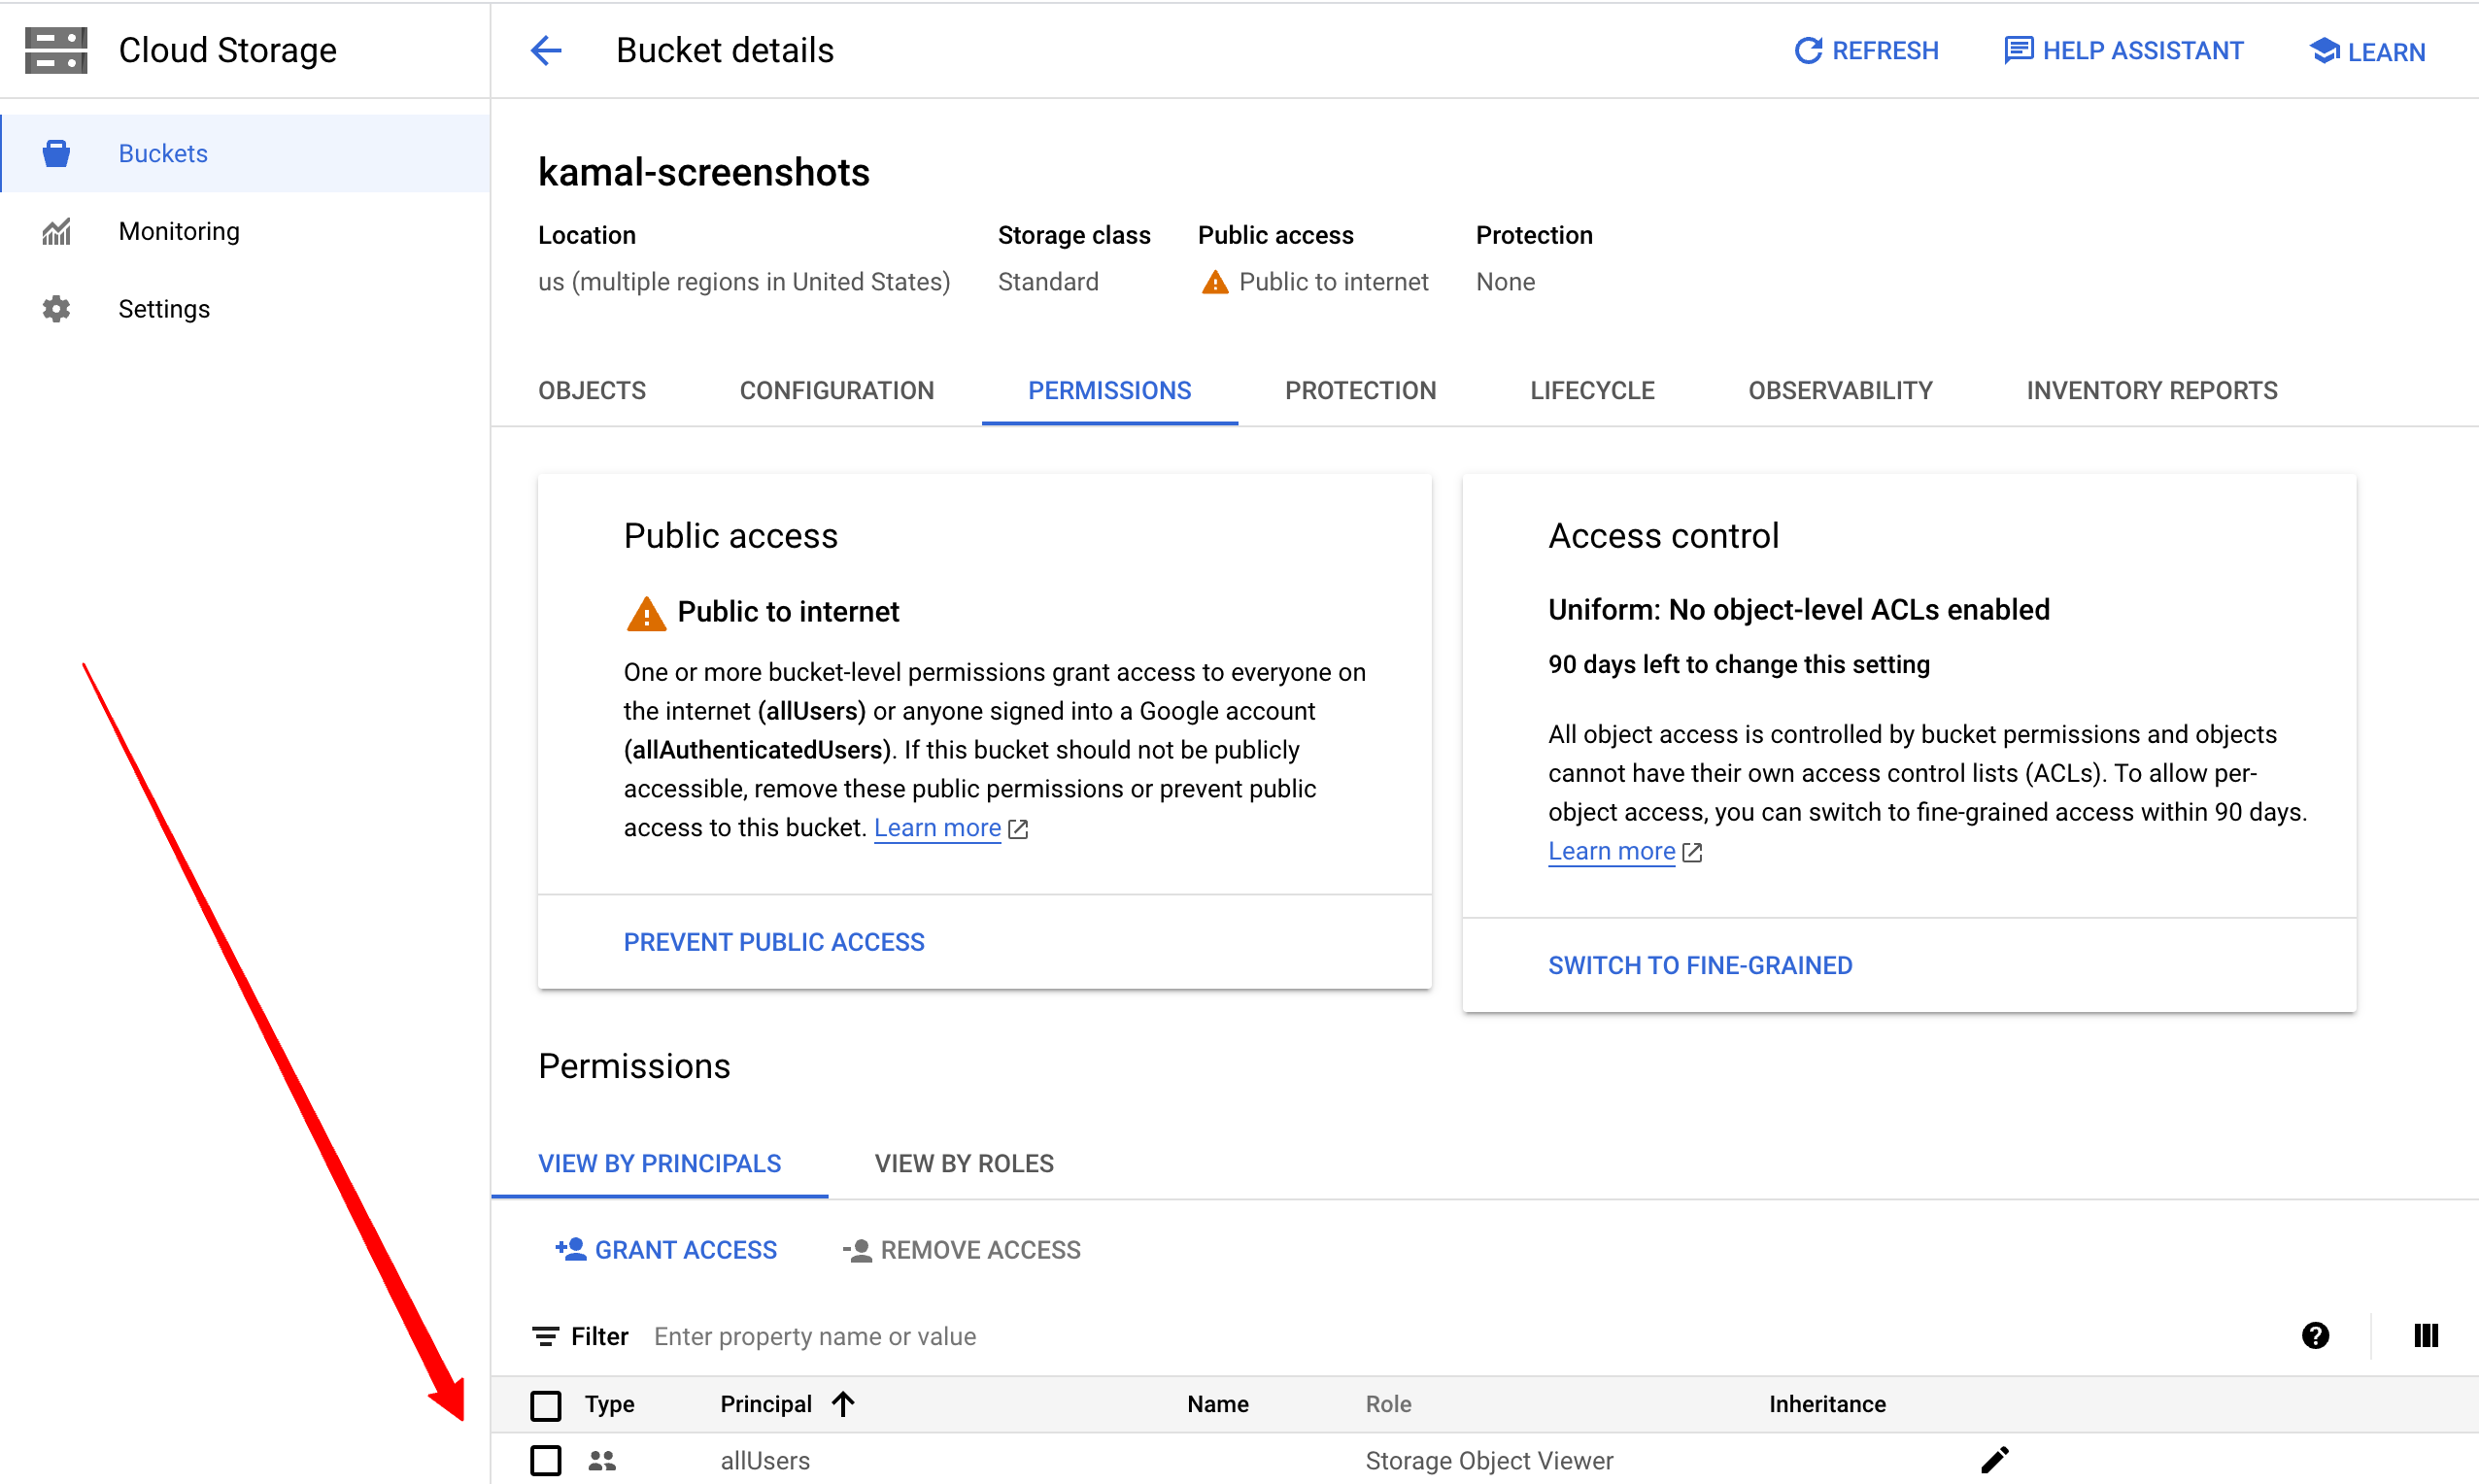 Cloud Storage
Bucket details
REFRESH
HELP ASSISTANT
LEARN
Buckets
Monitoring
Settings
kamal-screenshots
Location
Storage class
Public access
Protection
us (multiple regions in United States)
Standard
Public to internet
None
OBJECTS
CONFIGURATION
PERMISSIONS
PROTECTION
LIFECYCLE
OBSERVABILITY
INVENTORY REPORTS
Public access
Public to internet
One or more bucket-level permissions grant access to everyone on
the internet (allUsers) or anyone signed into a Google account
(allAuthenticatedUsers). If this bucket should not be publicly
accessible, remove these public permissions or prevent public
access to this bucket. Learn more
PREVENT PUBLIC ACCESS
Access control
Uniform: No object-level ACLs enabled
90 days left to change this setting
All object access is controlled by bucket permissions and objects
cannot have their own access control lists (ACLs). To allow per-
object access, you can switch to fine-grained access within 90 days.
Learn more
SWITCH TO FINE-GRAINED
Permissions
VIEW BY PRINCIPALS
VIEW BY ROLES
GRANT ACCESS
REMOVE ACCESS
Filter
Enter property name or value
Type
Principal
Name
Role
Inheritance
allUsers
Storage Object Viewer